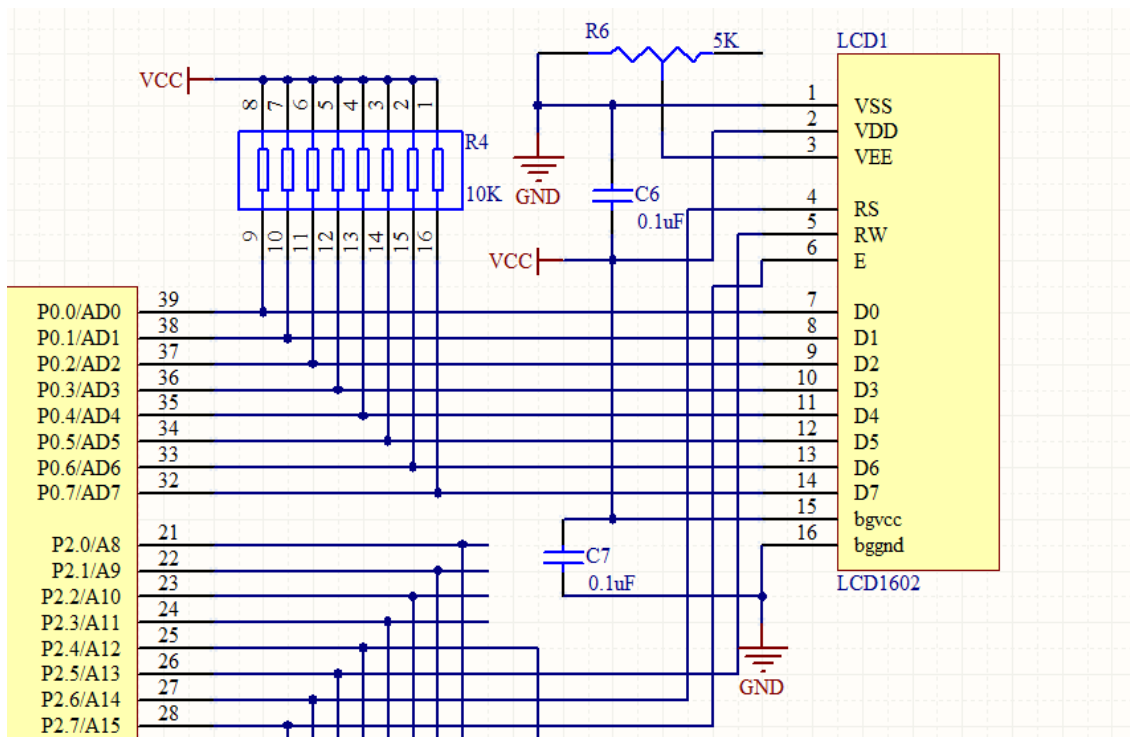 R6
5K
LCD1
VCC
8
7
6
5
4
3
2
1
R4
10K
9
10
11
12
13
14
15
16
GND
C6
0.1uF
VCC
1 VSS
2 VDD
3 VEE
4 RS
5 RW
6 E
7 D0
8 D1
9 D2
10 D3
11 D4
12 D5
13 D6
14 D7
15 bgvcc
16 bggnd
LCD1602
P0.0/AD0 39
P0.1/AD1 38
P0.2/AD2 37
P0.3/AD3 36
P0.4/AD4 35
P0.5/AD5 34
P0.6/AD6 33
P0.7/AD7 32
P2.0/A8 21
P2.1/A9 22
P2.2/A10 23
P2.3/A11 24
P2.4/A12 25
P2.5/A13 26
P2.6/A14 27
P2.7/A15 28
C7
0.1uF
GND